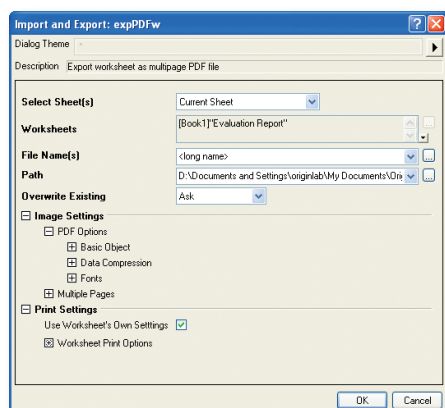 Import and Export: expPDFw
Dialog Theme *
Description Export worksheet as multipage PDF file
Select Sheet(s) Current Sheet
Worksheets [Book1]"Evaluation Report"
File Name(s) <long name>
Path D:\Documents and Settings\originlab\My Documents\Ori
Overwrite Existing Ask
Image Settings
PDF Options
Basic Object
Data Compression
Fonts
Multiple Pages
Print Settings
Use Worksheet's Own Setttings
Worksheet Print Options
OK Cancel